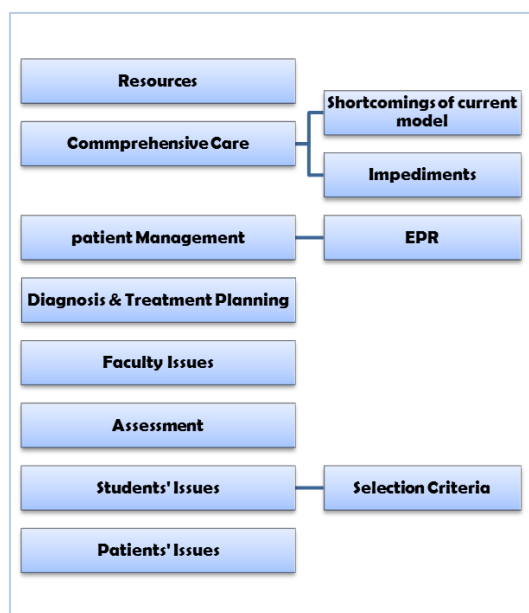 Resources
Shortcomings of current
model
Commprehensive Care
Impediments
patient Management
EPR
Diagnosis & Treatment Planning
Faculty Issues
Assessment
Students' Issues
Selection Criteria
Patients' Issues